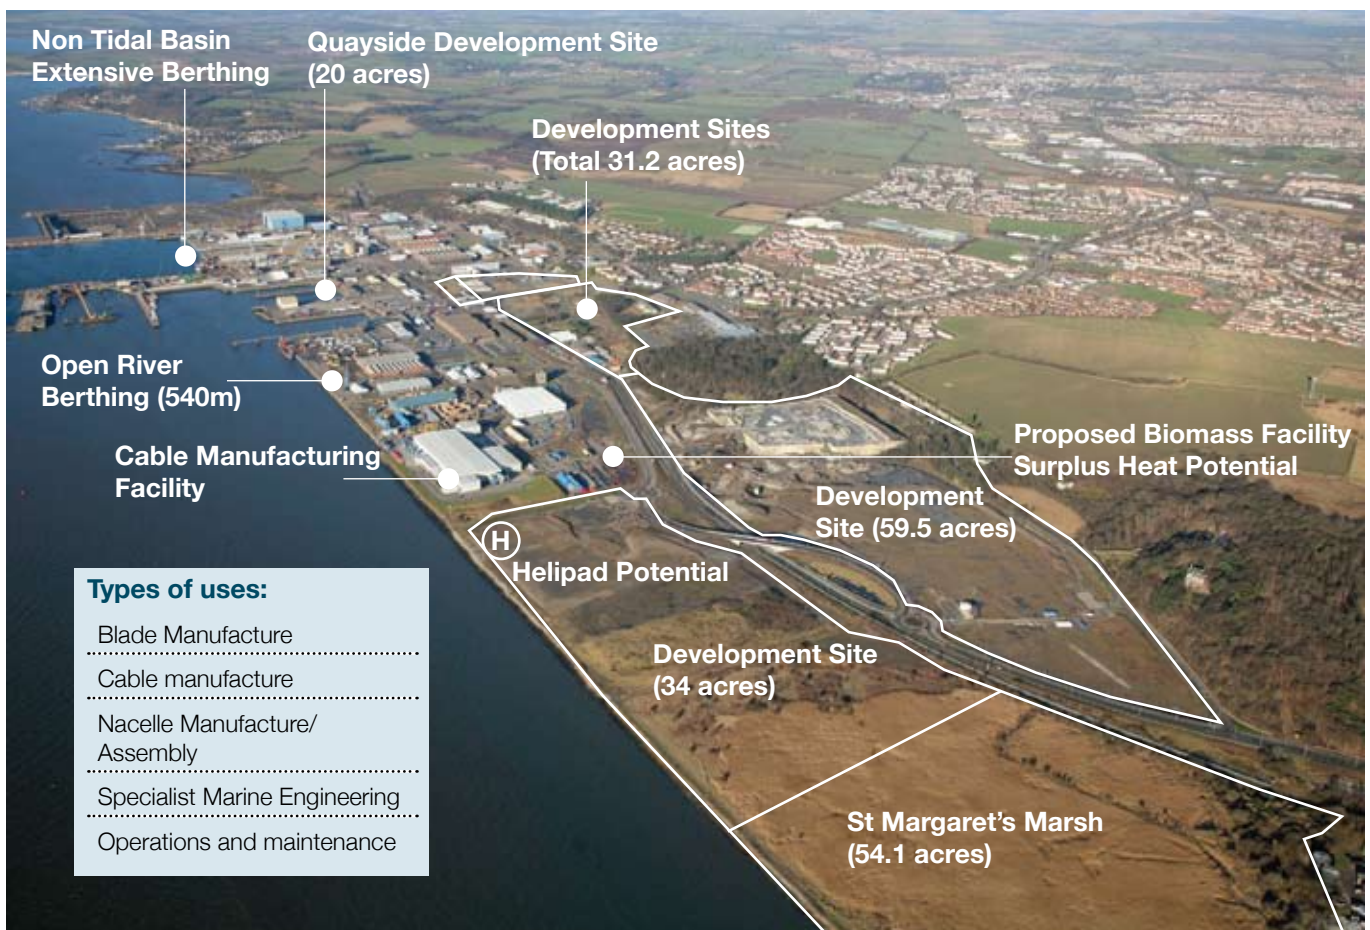 Non Tidal Basin
Extensive Berthing
Quayside Development Site
(20 acres)
Development Sites
(Total 31.2 acres)
Open River
Berthing (540m)
Cable Manufacturing
Facility
Proposed Biomass Facility
Surplus Heat Potential
Development
Site (59.5 acres)
H
Helipad Potential
Development Site
(34 acres)
St Margaret’s Marsh
(54.1 acres)
Types of uses:
Blade Manufacture
Cable manufacture
Nacelle Manufacture/
Assembly
Specialist Marine Engineering
Operations and maintenance